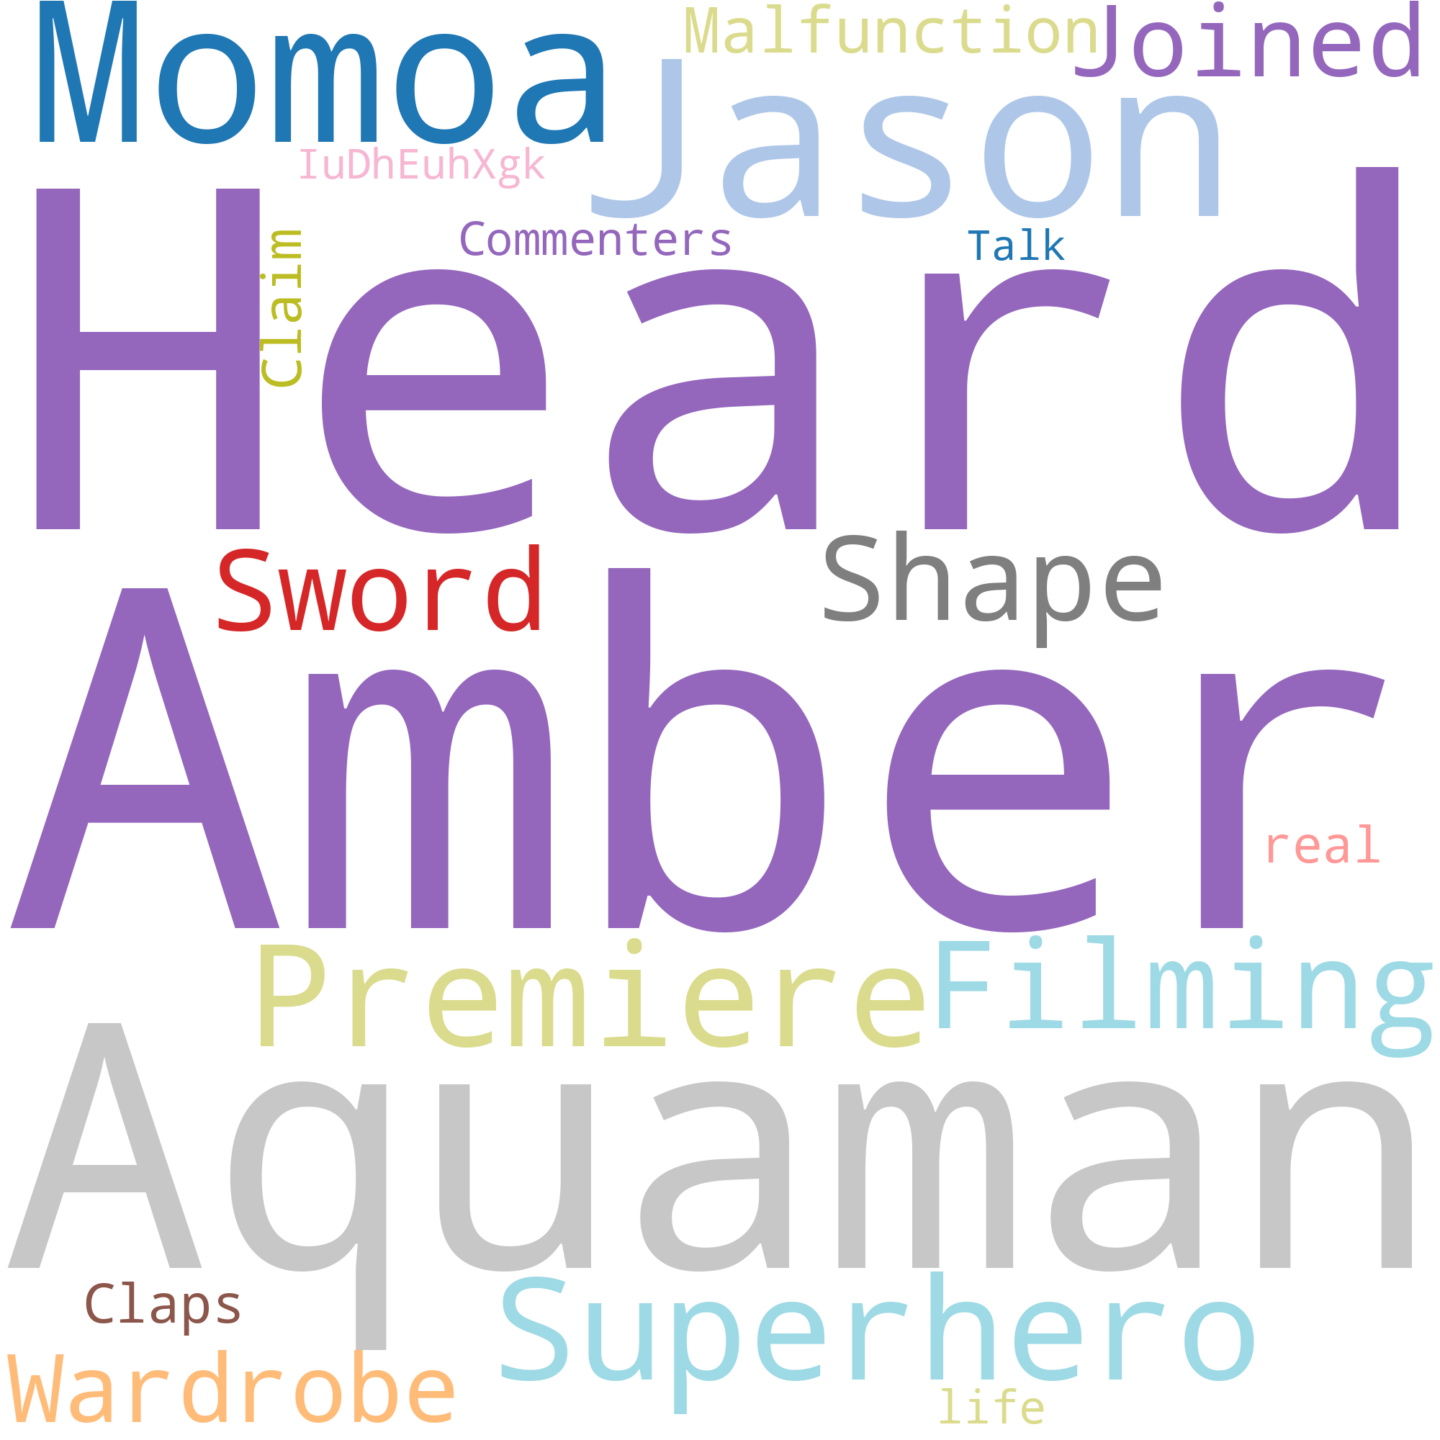 Momoa
Malfunction
Joined
Jason
IuDhEuhXgk
Claim
Commenters
Talk
Heard
Sword
Shape
Amber
real
Premiere
Filming
Aquaman
Claps
Superhero
Wardrobe
life